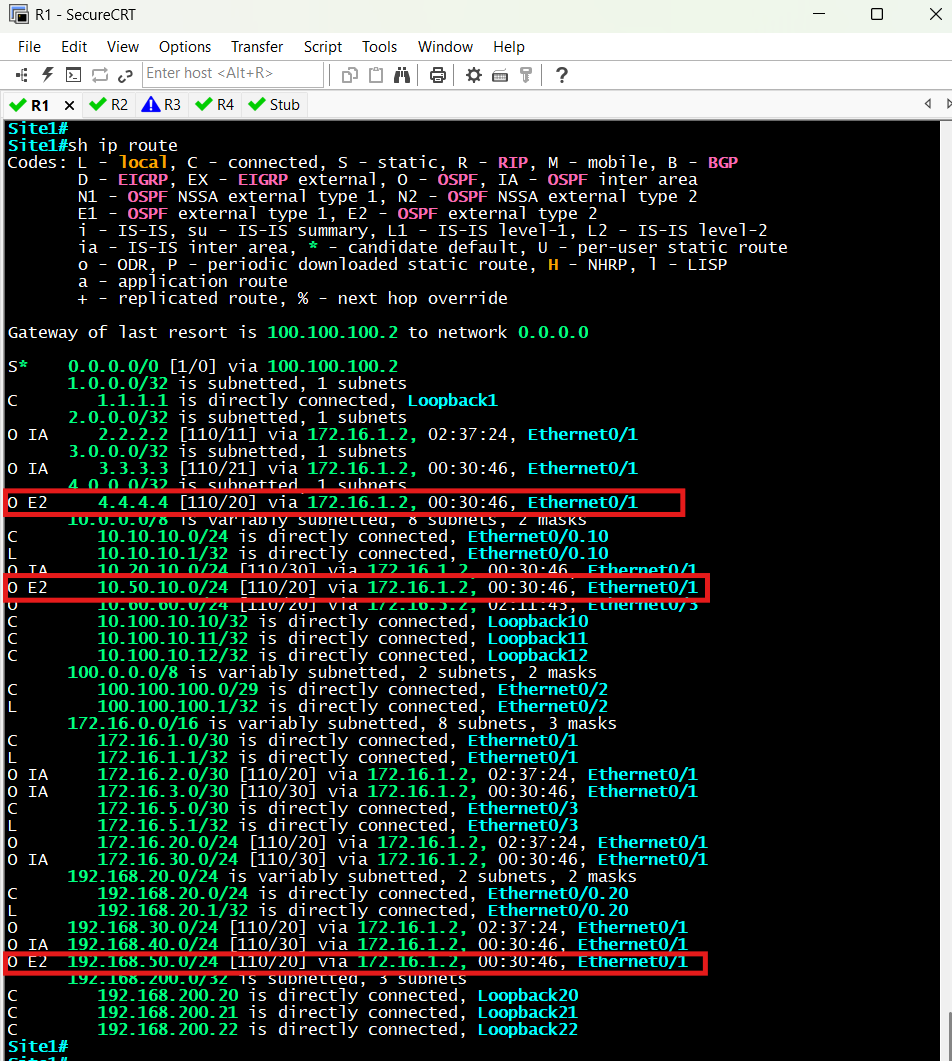 R1 - SecureCRT
File Edit View Options Transfer Script Tools Window Help
Enter host <Alt+R>
R1 R2 R3 R4 Stub
Site1#
Site1#sh ip route
Codes: L - local, C - connected, S - static, R - RIP, M - mobile, B - BGP
D - EIGRP, EX - EIGRP external, O - OSPF, IA - OSPF inter area
N1 - OSPF NSSA external type 1, N2 - OSPF NSSA external type 2
E1 - OSPF external type 1, E2 - OSPF external type 2
i - IS-IS, su - IS-IS summary, L1 - IS-IS level-1, L2 - IS-IS level-2
ia - IS-IS inter area, * - candidate default, U - per-user static route
o - ODR, P - periodic downloaded static route, H - NHRP, l - LISP
a - application route
+ - replicated route, % - next hop override
Gateway of last resort is 100.100.100.2 to network 0.0.0.0
S* 0.0.0.0/0 [1/0] via 100.100.100.2
1.0.0.0/32 is subnetted, 1 subnets
C 1.1.1.1 is directly connected, Loopback1
2.0.0.0/32 is subnetted, 1 subnets
O IA 2.2.2.2 [110/11] via 172.16.1.2, 02:37:24, Ethernet0/1
3.0.0.0/32 is subnetted, 1 subnets
O IA 3.3.3.3 [110/21] via 172.16.1.2, 00:30:46, Ethernet0/1
4.0.0.0/32 is subnetted, 1 subnets
O E2 4.4.4.4 [110/20] via 172.16.1.2, 00:30:46, Ethernet0/1
10.0.0.0/8 is variably subnetted, 8 subnets, 2 masks
C 10.10.10.0/24 is directly connected, Ethernet0/0.10
L 10.10.10.1/32 is directly connected, Ethernet0/0.10
O IA 10.20.10.0/24 [110/30] via 172.16.1.2, 00:30:46, Ethernet0/1
O E2 10.50.10.0/24 [110/20] via 172.16.1.2, 00:30:46, Ethernet0/1
O 10.60.60.0/24 [110/20] via 172.16.5.2, 02:11:43, Ethernet0/3
C 10.100.100.10/32 is directly connected, Loopback10
C 10.100.100.11/32 is directly connected, Loopback11
C 10.100.100.12/32 is directly connected, Loopback12
100.0.0.0/8 is variably subnetted, 2 subnets, 2 masks
C 100.100.100.0/29 is directly connected, Ethernet0/2
L 100.100.100.1/32 is directly connected, Ethernet0/2
172.16.0.0/16 is variably subnetted, 8 subnets, 3 masks
C 172.16.1.0/30 is directly connected, Ethernet0/1
L 172.16.1.1/32 is directly connected, Ethernet0/1
O IA 172.16.2.0/30 [110/20] via 172.16.1.2, 02:37:24, Ethernet0/1
O IA 172.16.3.0/30 [110/30] via 172.16.1.2, 00:30:46, Ethernet0/1
C 172.16.5.0/30 is directly connected, Ethernet0/3
L 172.16.5.1/32 is directly connected, Ethernet0/3
O 172.16.20.0/24 [110/20] via 172.16.1.2, 02:37:24, Ethernet0/1
O IA 172.16.30.0/24 [110/30] via 172.16.1.2, 00:30:46, Ethernet0/1
192.168.20.0/24 is variably subnetted, 2 subnets, 2 masks
C 192.168.20.0/24 is directly connected, Ethernet0/0.20
L 192.168.20.1/32 is directly connected, Ethernet0/0.20
O 192.168.30.0/24 [110/20] via 172.16.1.2, 02:37:24, Ethernet0/1
O IA 192.168.40.0/24 [110/30] via 172.16.1.2, 00:30:46, Ethernet0/1
O E2 192.168.50.0/24 [110/20] via 172.16.1.2, 00:30:46, Ethernet0/1
192.168.200.0/32 is subnetted, 3 subnets
C 192.168.200.20 is directly connected, Loopback20
C 192.168.200.21 is directly connected, Loopback21
C 192.168.200.22 is directly connected, Loopback22
Site1#
Site1#